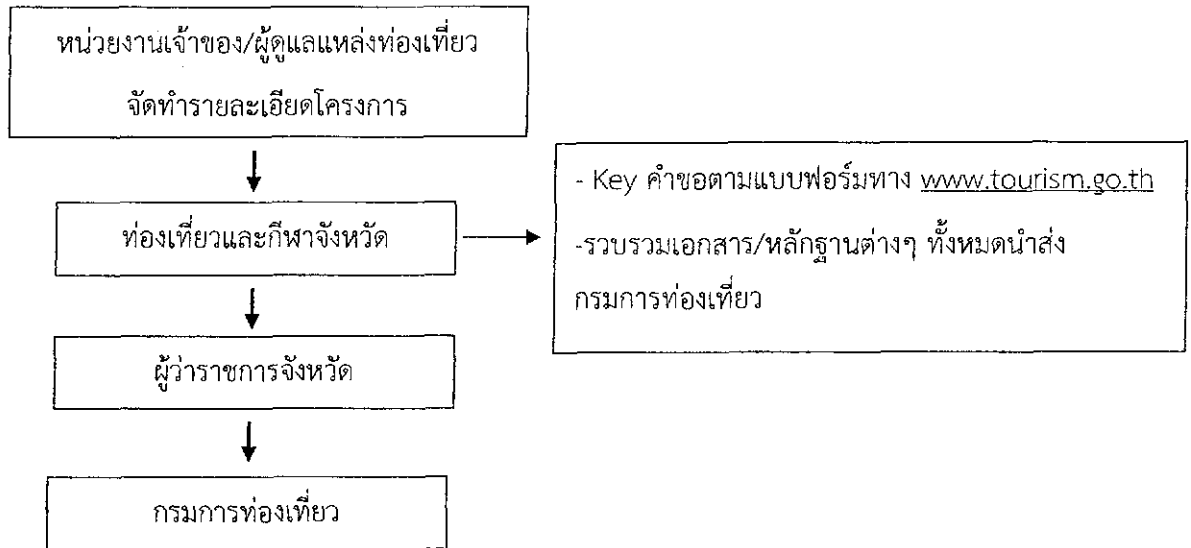 หน่วยงานเจ้าของ/ผู้ดูแลแหล่งท่องเที่ยว
จัดทำรายละเอียดโครงการ
ท่องเที่ยวและกีฬาจังหวัด
- Key คำขอตามแบบฟอร์มทาง www.tourism.go.th
-รวบรวมเอกสาร/หลักฐานต่างๆ ทั้งหมดนำส่ง
กรมการท่องเที่ยว
ผู้ว่าราชการจังหวัด
กรมการท่องเที่ยว